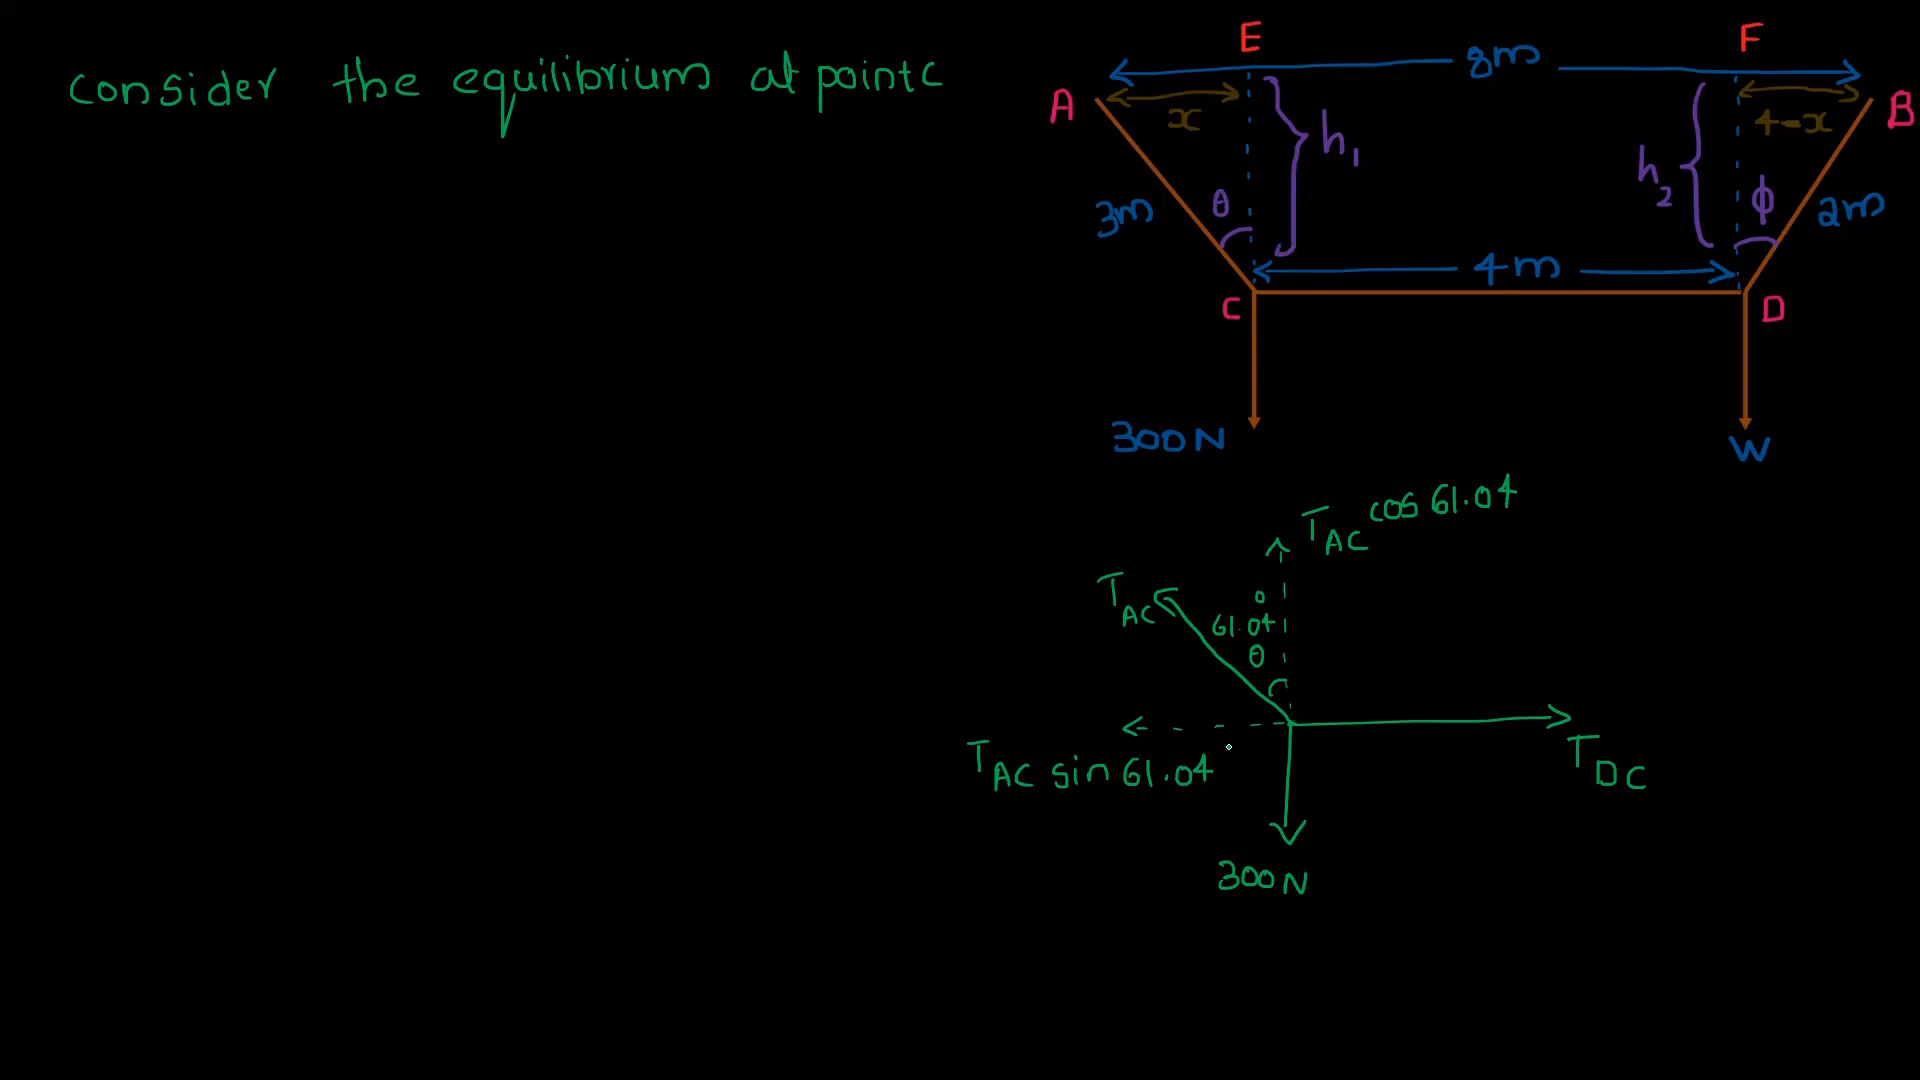 consider the equilibrium at point C
E
F
8m
A
B
x
4-x
h1
h2
θ
ϕ
3m
2m
4m
C
D
300N
W
TAC cos 61.04
TAC
61.04°
θ
TAC sin 61.04
TDC
300N